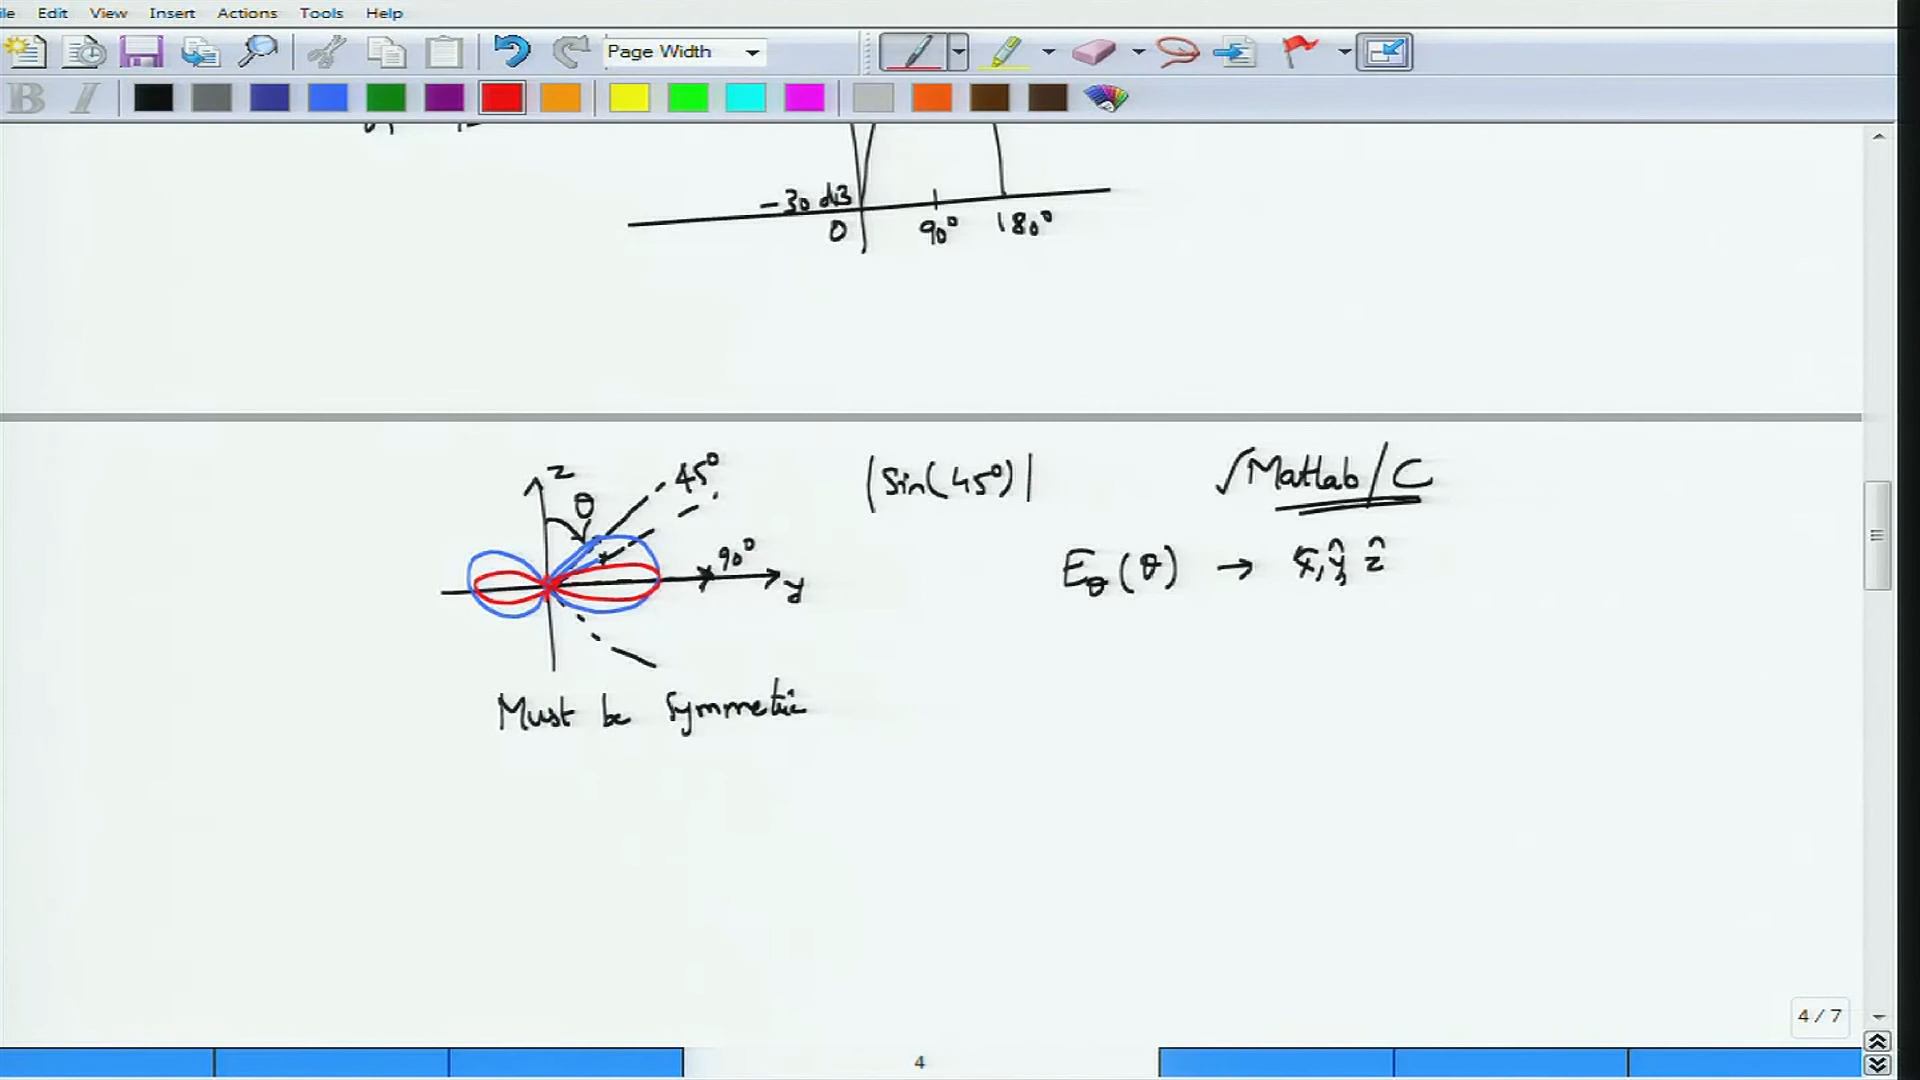 ile Edit View Insert Actions Tools Help
Page Width
B I
-30 dB
0 90° 180°
z
θ
45°
90°
y
Must be Symmetric
|Sin(45°)|
√Matlab/C
Eθ(θ) → x̂, ŷ, ẑ
4 / 7
4